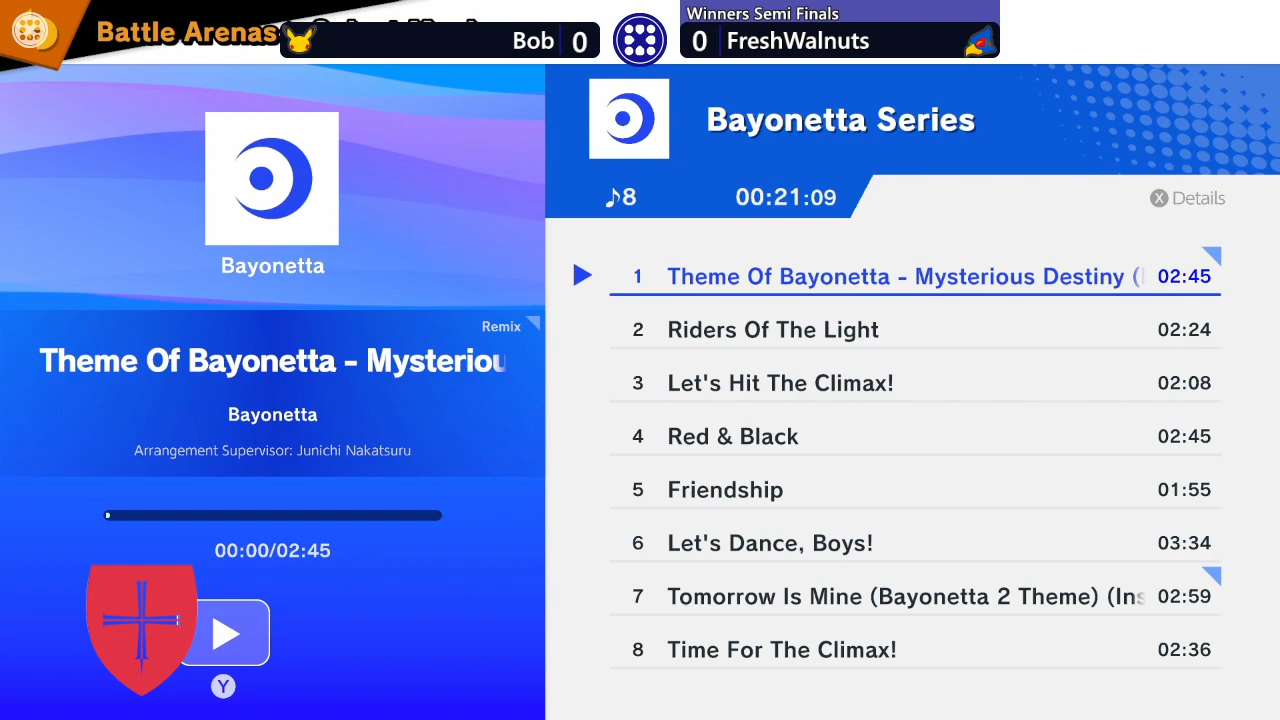 Battle Arenas
Bob 0
Winners Semi Finals
0 FreshWalnuts
Bayonetta
Remix
Theme Of Bayonetta - Mysteriou
Bayonetta
Arrangement Supervisor: Junichi Nakatsuru
00:00/02:45
Y
Bayonetta Series
♪8 00:21:09
X Details
1 Theme Of Bayonetta - Mysterious Destiny ( 02:45
2 Riders Of The Light 02:24
3 Let's Hit The Climax! 02:08
4 Red & Black 02:45
5 Friendship 01:55
6 Let's Dance, Boys! 03:34
7 Tomorrow Is Mine (Bayonetta 2 Theme) (Ins 02:59
8 Time For The Climax! 02:36